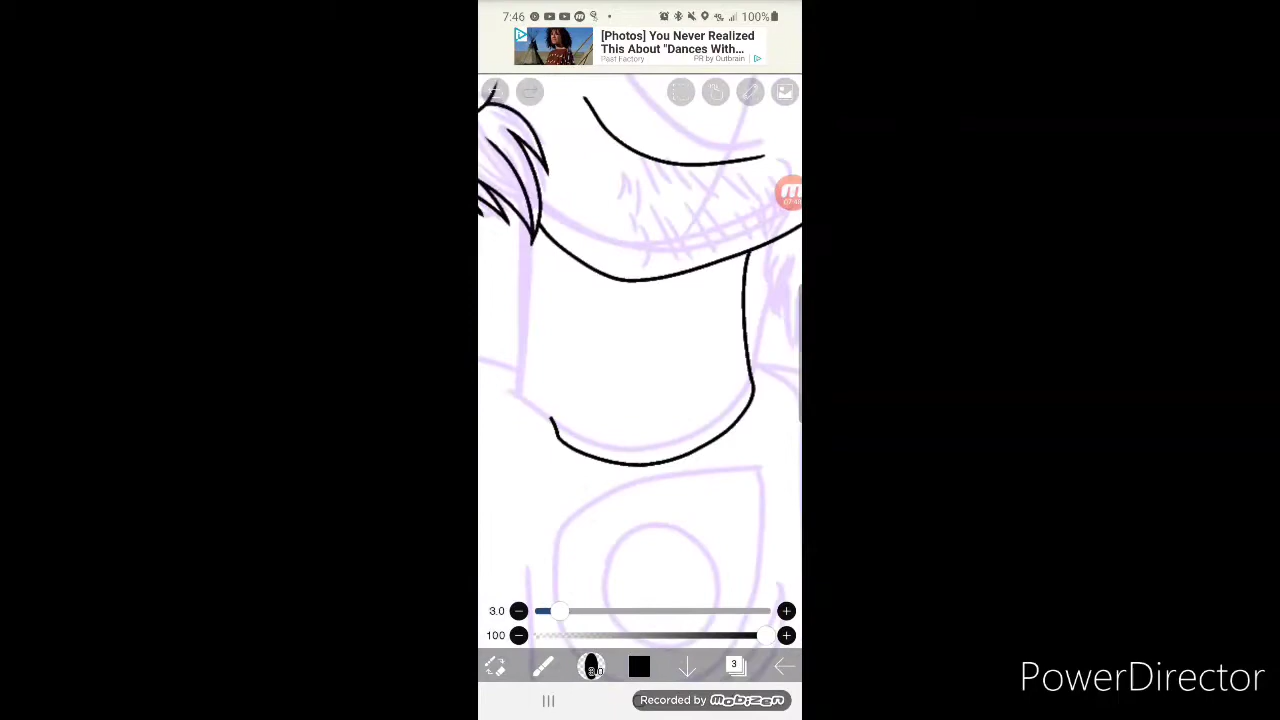 7:46
100%
[Photos] You Never Realized
This About "Dances With...
Past Factory
PR by Outbrain
3.0
100
3
Recorded by mobizen
PowerDirector